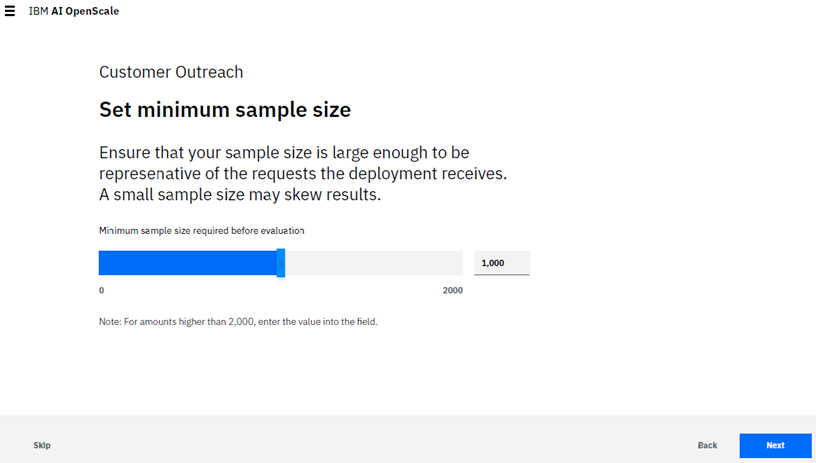 IBM AI OpenScale
Customer Outreach
Set minimum sample size
Ensure that your sample size is large enough to be
represenative of the requests the deployment receives.
A small sample size may skew results.
Minimum sample size required before evaluation
1,000
0 2000
Note: For amounts higher than 2,000, enter the value into the field.
Skip Back Next